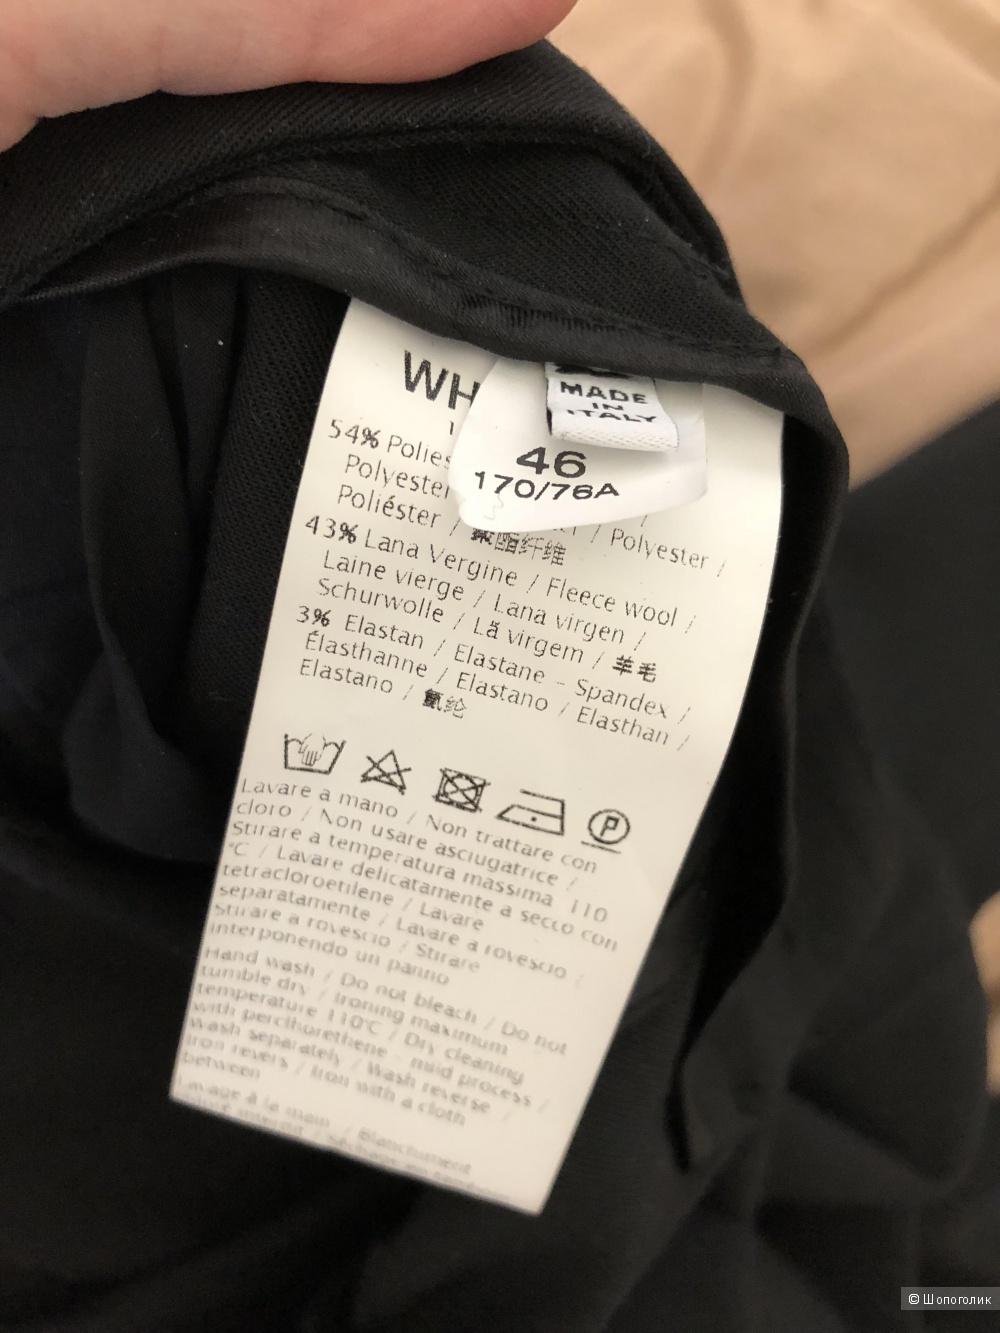 WH
MADE
IN
ITALY
46
170/76A
54% Polies
Polyester / Polyester /
Poliéster / 聚酯纤维
43% Lana Vergine / Fleece wool /
Laine vierge / Lana virgen /
Schurwolle / Lã virgem / 羊毛
3% Elastan / Elastane - Spandex /
Élasthanne / Elastano / Elasthan /
Elastano / 氨纶
P
Lavare a mano / Non trattare con
cloro / Non usare asciugatrice /
Stirare a temperatura massima 110
°C / Lavare delicatamente a secco con
tetracloroetilene / Lavare
separatamente / Lavare a rovescio /
Stirare a rovescio / Stirare
interponendo un panno
Hand wash / Do not bleach / Do not
tumble dry / Ironing maximum
temperature 110°C / Dry cleaning
with perclhorethene - mild process /
Wash separately / Wash reverse /
Iron revers / Iron with a cloth
between
Lavage à la main / Blanchiment
© Шопоголик